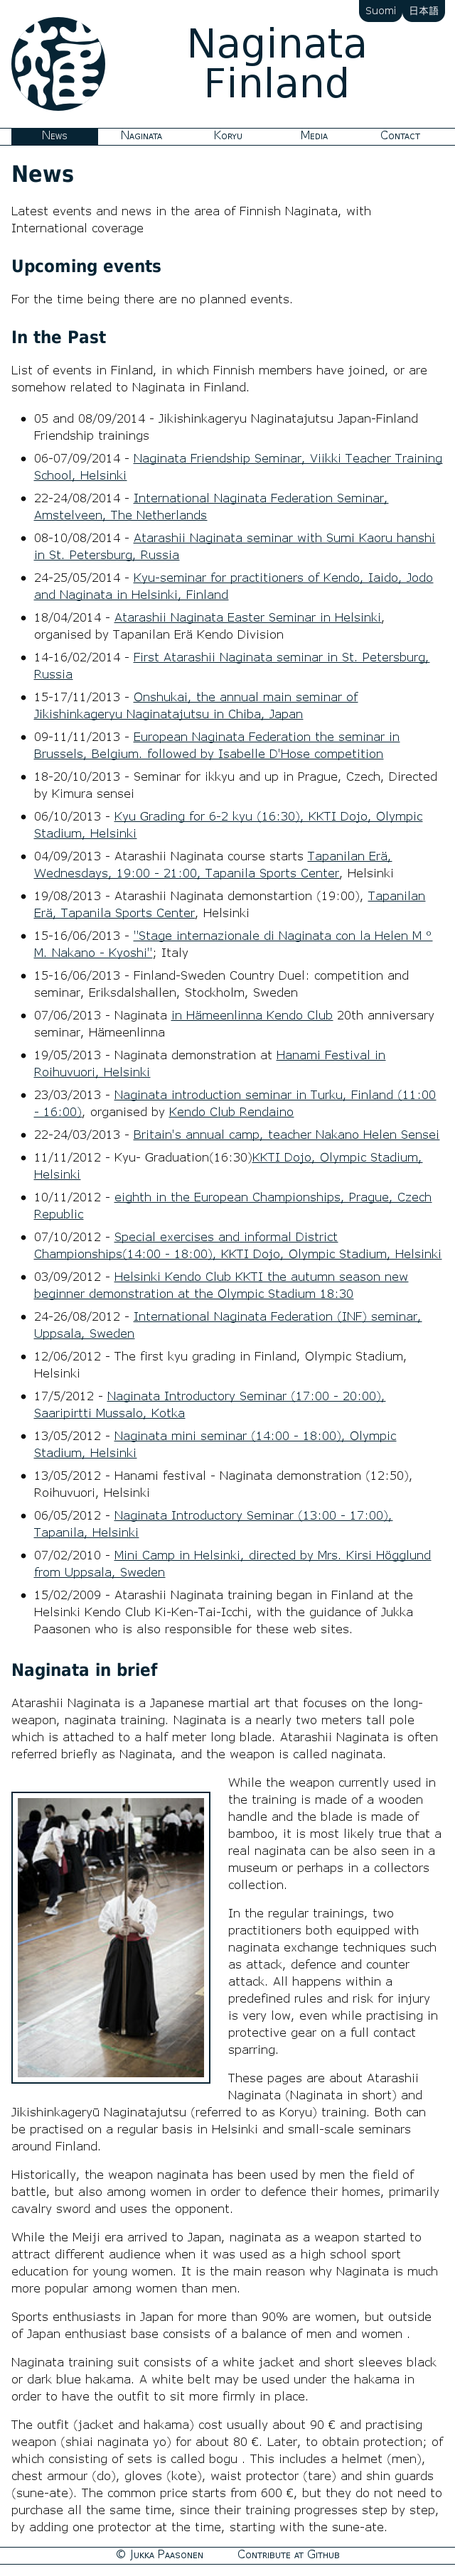 Suomi 日本語
Naginata
Finland
News Naginata Koryu Media Contact
News
Latest events and news in the area of Finnish Naginata, with
International coverage
Upcoming events
For the time being there are no planned events.
In the Past
List of events in Finland, in which Finnish members have joined, or are
somehow related to Naginata in Finland.
• 05 and 08/09/2014 - Jikishinkageryu Naginatajutsu Japan-Finland
Friendship trainings
• 06-07/09/2014 - Naginata Friendship Seminar, Viikki Teacher Training
School, Helsinki
• 22-24/08/2014 - International Naginata Federation Seminar,
Amstelveen, The Netherlands
• 08-10/08/2014 - Atarashii Naginata seminar with Sumi Kaoru hanshi
in St. Petersburg, Russia
• 24-25/05/2014 - Kyu-seminar for practitioners of Kendo, Iaido, Jodo
and Naginata in Helsinki, Finland
• 18/04/2014 - Atarashii Naginata Easter Seminar in Helsinki,
organised by Tapanilan Erä Kendo Division
• 14-16/02/2014 - First Atarashii Naginata seminar in St. Petersburg,
Russia
• 15-17/11/2013 - Onshukai, the annual main seminar of
Jikishinkageryu Naginatajutsu in Chiba, Japan
• 09-11/11/2013 - European Naginata Federation the seminar in
Brussels, Belgium. followed by Isabelle D'Hose competition
• 18-20/10/2013 - Seminar for ikkyu and up in Prague, Czech, Directed
by Kimura sensei
• 06/10/2013 - Kyu Grading for 6-2 kyu (16:30), KKTI Dojo, Olympic
Stadium, Helsinki
• 04/09/2013 - Atarashii Naginata course starts Tapanilan Erä,
Wednesdays, 19:00 - 21:00, Tapanila Sports Center, Helsinki
• 19/08/2013 - Atarashii Naginata demonstartion (19:00), Tapanilan
Erä, Tapanila Sports Center, Helsinki
• 15-16/06/2013 - "Stage internazionale di Naginata con la Helen M °
M. Nakano - Kyoshi"; Italy
• 15-16/06/2013 - Finland-Sweden Country Duel: competition and
seminar, Eriksdalshallen, Stockholm, Sweden
• 07/06/2013 - Naginata in Hämeenlinna Kendo Club 20th anniversary
seminar, Hämeenlinna
• 19/05/2013 - Naginata demonstration at Hanami Festival in
Roihuvuori, Helsinki
• 23/03/2013 - Naginata introduction seminar in Turku, Finland (11:00
- 16:00), organised by Kendo Club Rendaino
• 22-24/03/2013 - Britain's annual camp, teacher Nakano Helen Sensei
• 11/11/2012 - Kyu- Graduation(16:30)KKTI Dojo, Olympic Stadium,
Helsinki
• 10/11/2012 - eighth in the European Championships, Prague, Czech
Republic
• 07/10/2012 - Special exercises and informal District
Championships(14:00 - 18:00), KKTI Dojo, Olympic Stadium, Helsinki
• 03/09/2012 - Helsinki Kendo Club KKTI the autumn season new
beginner demonstration at the Olympic Stadium 18:30
• 24-26/08/2012 - International Naginata Federation (INF) seminar,
Uppsala, Sweden
• 12/06/2012 - The first kyu grading in Finland, Olympic Stadium,
Helsinki
• 17/5/2012 - Naginata Introductory Seminar (17:00 - 20:00),
Saaripirtti Mussalo, Kotka
• 13/05/2012 - Naginata mini seminar (14:00 - 18:00), Olympic
Stadium, Helsinki
• 13/05/2012 - Hanami festival - Naginata demonstration (12:50),
Roihuvuori, Helsinki
• 06/05/2012 - Naginata Introductory Seminar (13:00 - 17:00),
Tapanila, Helsinki
• 07/02/2010 - Mini Camp in Helsinki, directed by Mrs. Kirsi Högglund
from Uppsala, Sweden
• 15/02/2009 - Atarashii Naginata training began in Finland at the
Helsinki Kendo Club Ki-Ken-Tai-Icchi, with the guidance of Jukka
Paasonen who is also responsible for these web sites.
Naginata in brief
Atarashii Naginata is a Japanese martial art that focuses on the long-
weapon, naginata training. Naginata is a nearly two meters tall pole
which is attached to a half meter long blade. Atarashii Naginata is often
referred briefly as Naginata, and the weapon is called naginata.
While the weapon currently used in
the training is made of a wooden
handle and the blade is made of
bamboo, it is most likely true that a
real naginata can be also seen in a
museum or perhaps in a collectors
collection.
In the regular trainings, two
practitioners both equipped with
naginata exchange techniques such
as attack, defence and counter
attack. All happens within a
predefined rules and risk for injury
is very low, even while practising in
protective gear on a full contact
sparring.
These pages are about Atarashii
Naginata (Naginata in short) and
Jikishinkageryū Naginatajutsu (referred to as Koryu) training. Both can
be practised on a regular basis in Helsinki and small-scale seminars
around Finland.
Historically, the weapon naginata has been used by men the field of
battle, but also among women in order to defence their homes, primarily
cavalry sword and uses the opponent.
While the Meiji era arrived to Japan, naginata as a weapon started to
attract different audience when it was used as a high school sport
education for young women. It is the main reason why Naginata is much
more popular among women than men.
Sports enthusiasts in Japan for more than 90% are women, but outside
of Japan enthusiast base consists of a balance of men and women .
Naginata training suit consists of a white jacket and short sleeves black
or dark blue hakama. A white belt may be used under the hakama in
order to have the outfit to sit more firmly in place.
The outfit (jacket and hakama) cost usually about 90 € and practising
weapon (shiai naginata yo) for about 80 €. Later, to obtain protection; of
which consisting of sets is called bogu . This includes a helmet (men),
chest armour (do), gloves (kote), waist protector (tare) and shin guards
(sune-ate). The common price starts from 600 €, but they do not need to
purchase all the same time, since their training progresses step by step,
by adding one protector at the time, starting with the sune-ate.
© Jukka Paasonen Contribute at Github